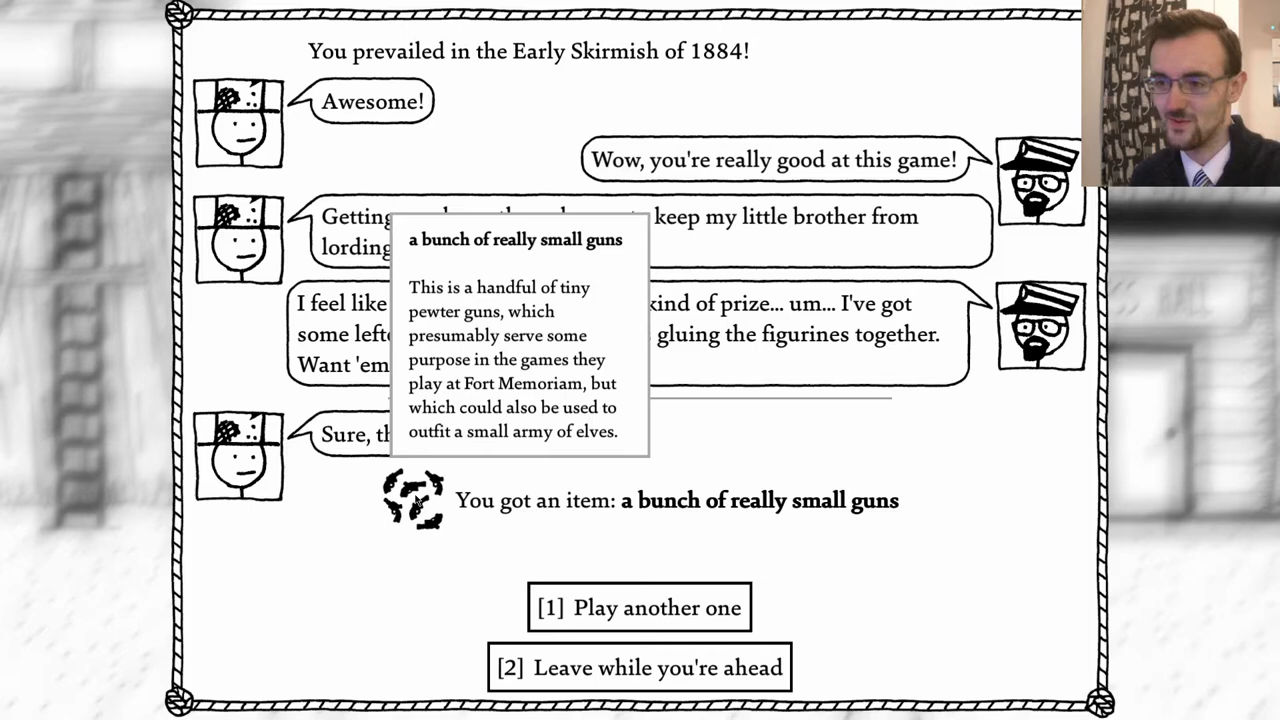 You prevailed in the Early Skirmish of 1884!
Awesome!
Wow, you're really good at this game!
Getting keep my little brother from
lording
a bunch of really small guns
This is a handful of tiny
pewter guns, which
presumably serve some
purpose in the games they
play at Fort Memoriam, but
which could also be used to
outfit a small army of elves.
I feel like kind of prize... um... I've got
some gluing the figurines together.
Want 'em
Sure,
You got an item: a bunch of really small guns
[1] Play another one
[2] Leave while you're ahead